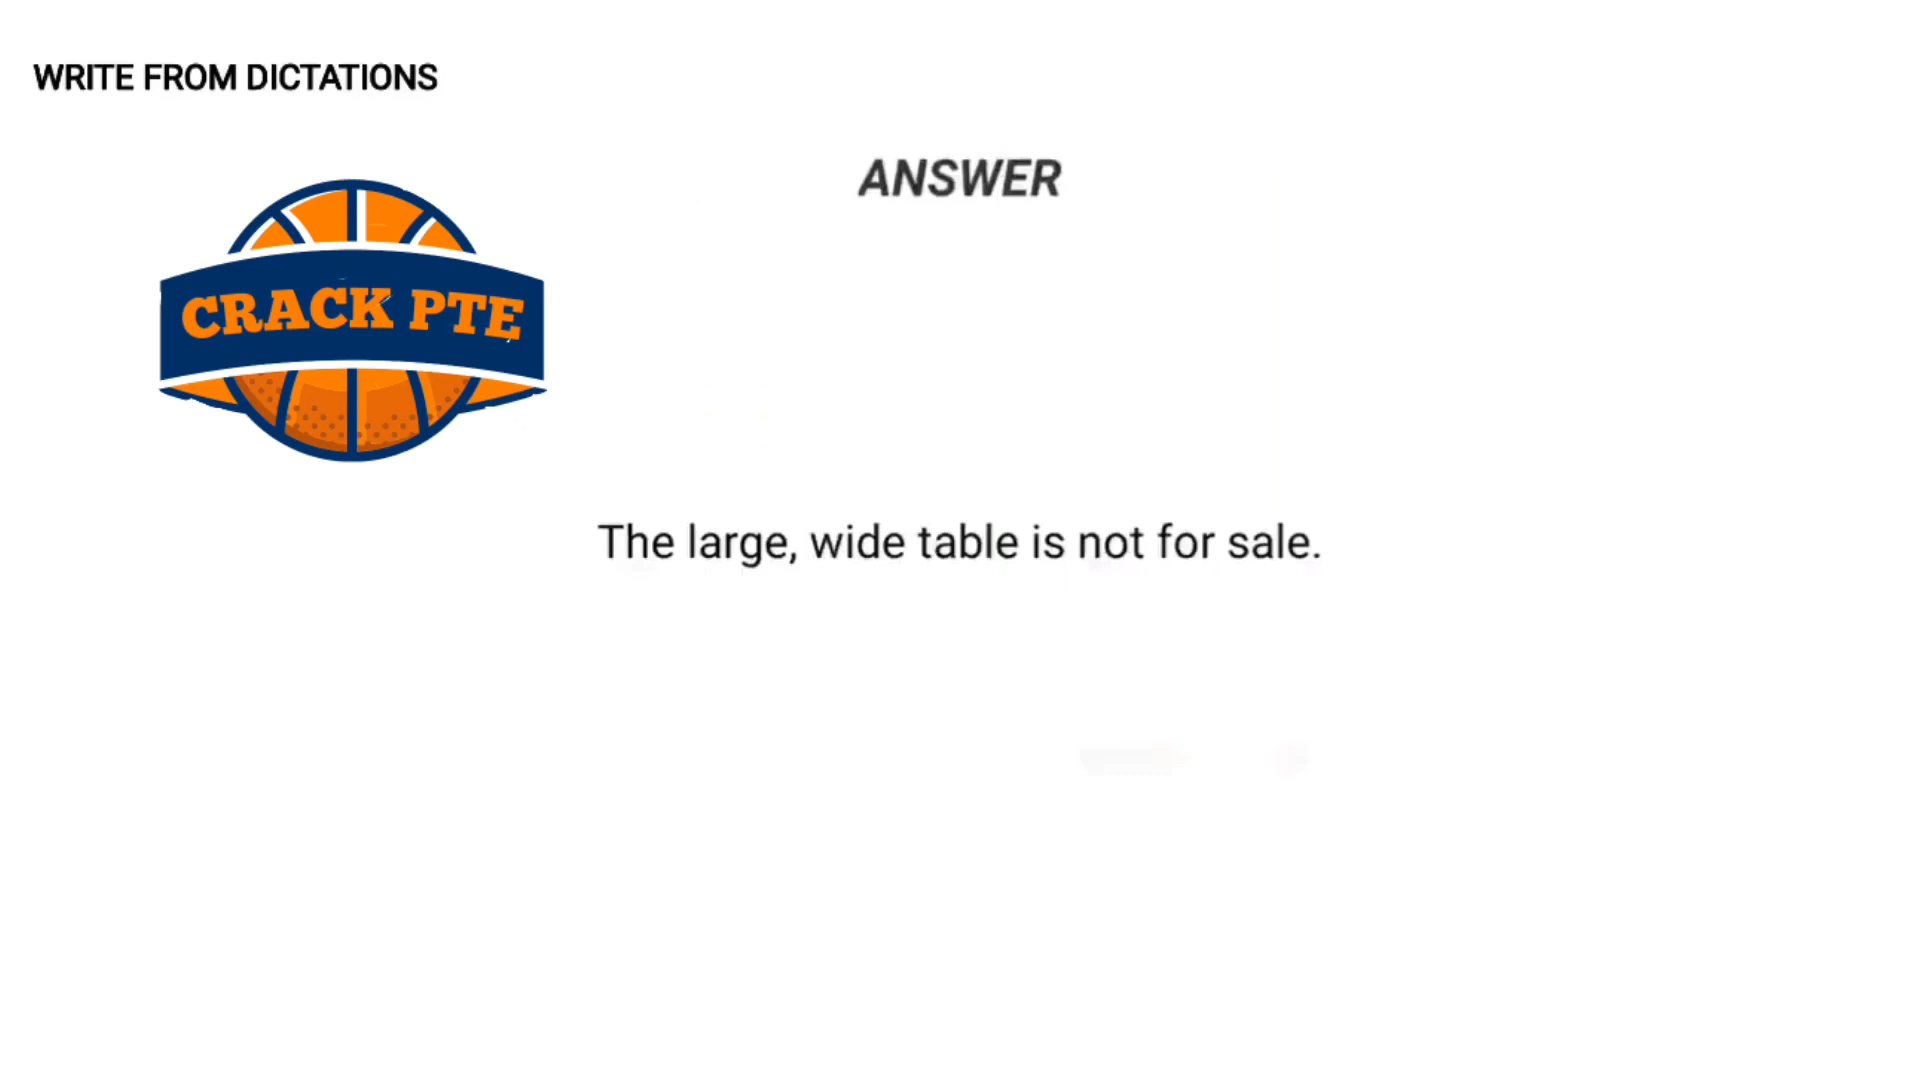 WRITE FROM DICTATIONS
ANSWER
CRACK PTE
The large, wide table is not for sale.